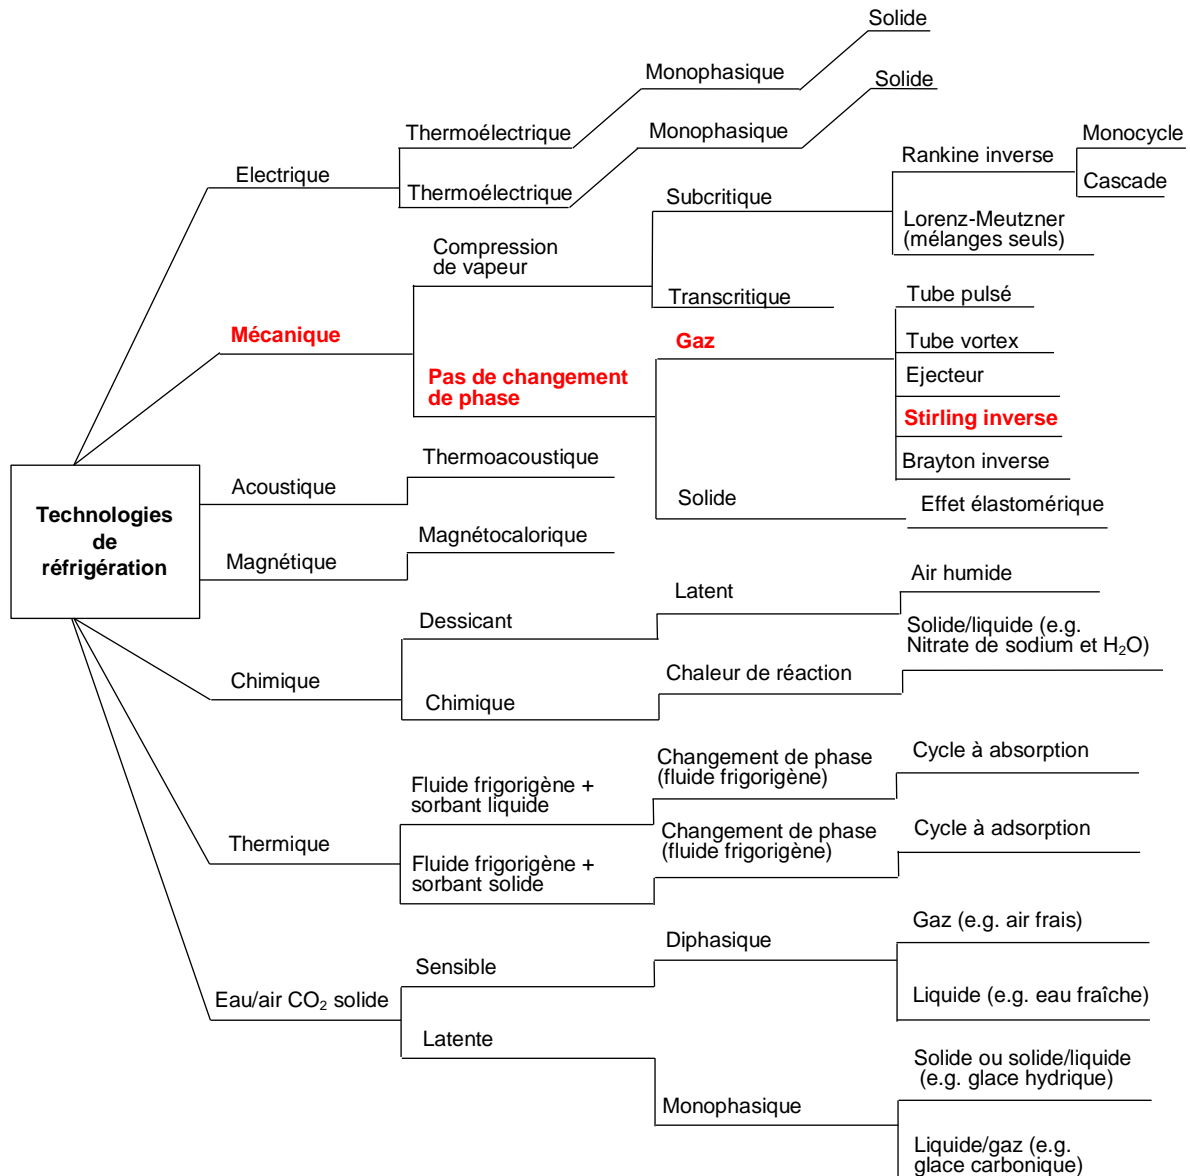 Technologies
de
réfrigération
Electrique
Thermoélectrique
Monophasique
Solide
Thermoélectrique
Monophasique
Solide
Mécanique
Compression
de vapeur
Subcritique
Rankine inverse
Monocycle
Cascade
Lorenz-Meutzner
(mélanges seuls)
Transcritique
Pas de changement
de phase
Gaz
Tube pulsé
Tube vortex
Ejecteur
Stirling inverse
Brayton inverse
Solide
Effet élastomérique
Acoustique
Thermoacoustique
Magnétique
Magnétocalorique
Chimique
Dessicant
Latent
Air humide
Chimique
Chaleur de réaction
Solide/liquide (e.g.
Nitrate de sodium et H₂O)
Thermique
Fluide frigorigène +
sorbant liquide
Changement de phase
(fluide frigorigène)
Cycle à absorption
Fluide frigorigène +
sorbant solide
Changement de phase
(fluide frigorigène)
Cycle à adsorption
Eau/air CO₂ solide
Sensible
Diphasique
Gaz (e.g. air frais)
Liquide (e.g. eau fraîche)
Latente
Monophasique
Solide ou solide/liquide
(e.g. glace hydrique)
Liquide/gaz (e.g.
glace carbonique)